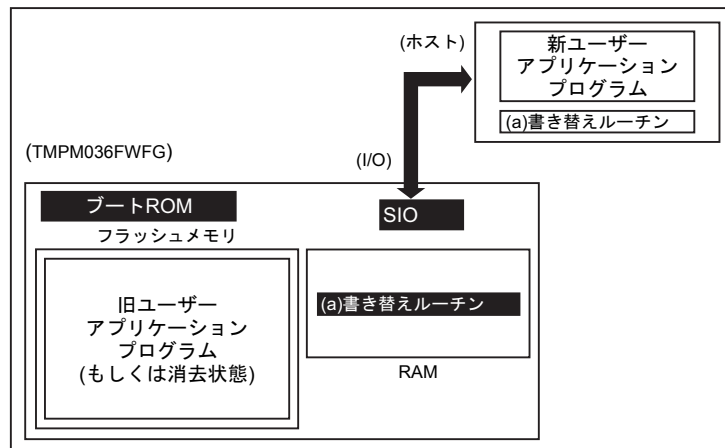 (ホスト)
新ユーザー
アプリケーション
プログラム
(a)書き替えルーチン
(TMPM036FWFG)
(I/O)
ブートROM
SIO
フラッシュメモリ
旧ユーザー
アプリケーション
プログラム
(もしくは消去状態)
(a)書き替えルーチン
RAM